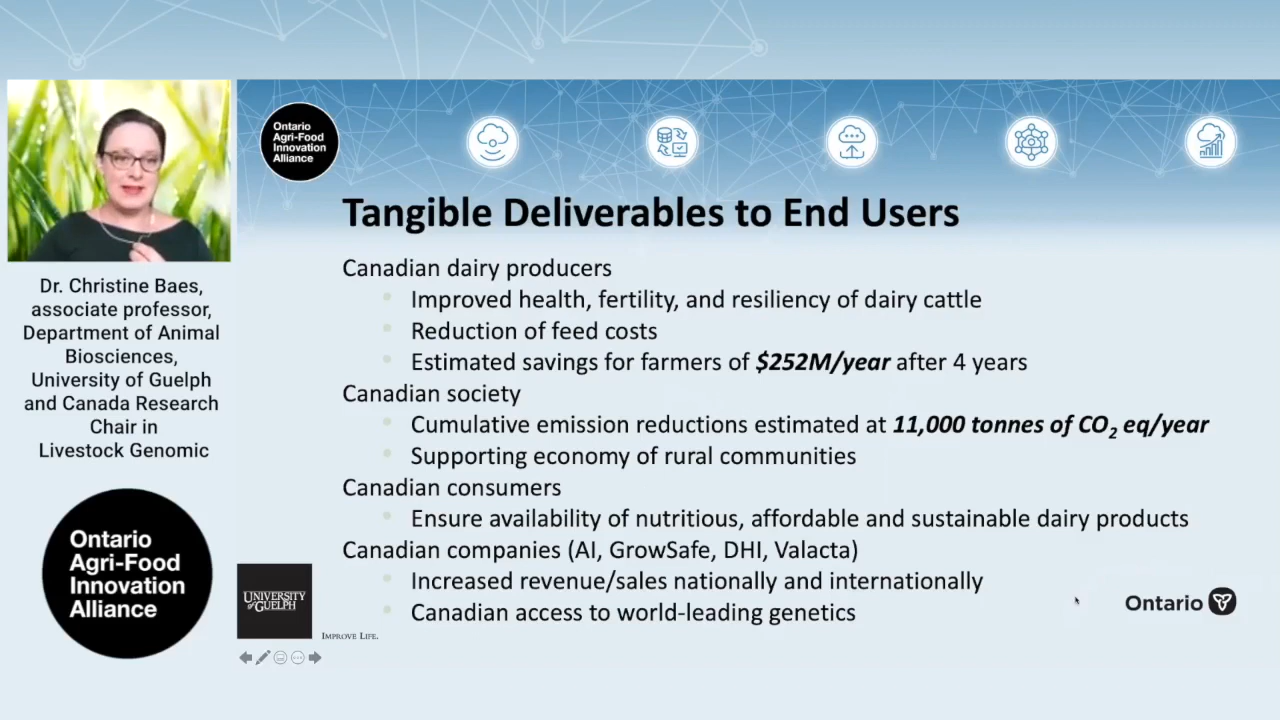 Ontario
Agri-Food
Innovation
Alliance
Tangible Deliverables to End Users
Canadian dairy producers
Improved health, fertility, and resiliency of dairy cattle
Reduction of feed costs
Estimated savings for farmers of $252M/year after 4 years
Canadian society
Cumulative emission reductions estimated at 11,000 tonnes of CO₂ eq/year
Supporting economy of rural communities
Canadian consumers
Ensure availability of nutritious, affordable and sustainable dairy products
Canadian companies (AI, GrowSafe, DHI, Valacta)
Increased revenue/sales nationally and internationally
Canadian access to world-leading genetics
Dr. Christine Baes,
associate professor,
Department of Animal
Biosciences,
University of Guelph
and Canada Research
Chair in
Livestock Genomic
Ontario
Agri-Food
Innovation
Alliance
UNIVERSITY
OF GUELPH
IMPROVE LIFE.
Ontario